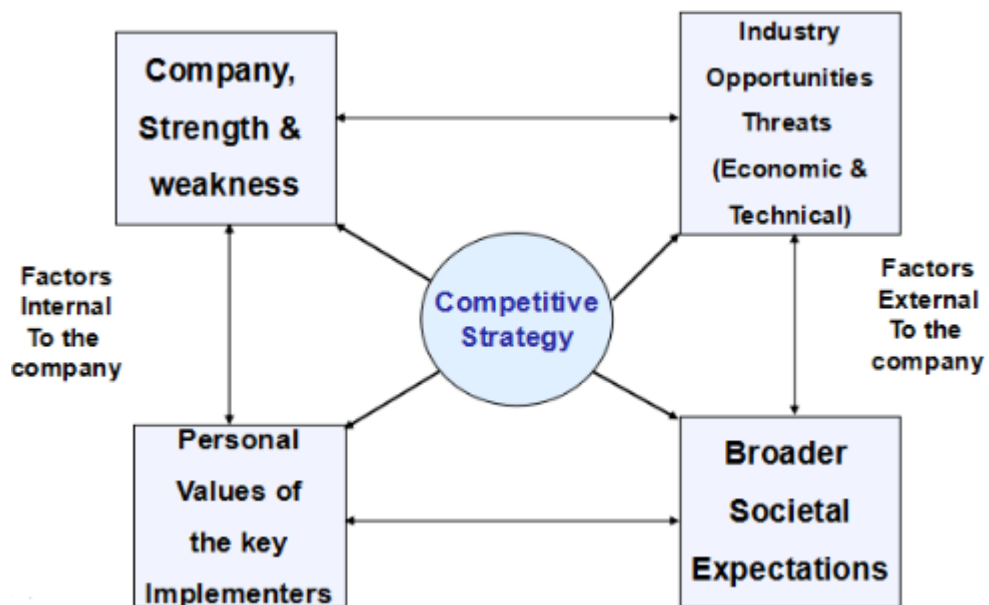 Company,
Strength &
weakness
Industry
Opportunities
Threats
(Economic &
Technical)
Factors
Internal
To the
company
Competitive
Strategy
Factors
External
To the
company
Personal
Values of
the key
Implementers
Broader
Societal
Expectations